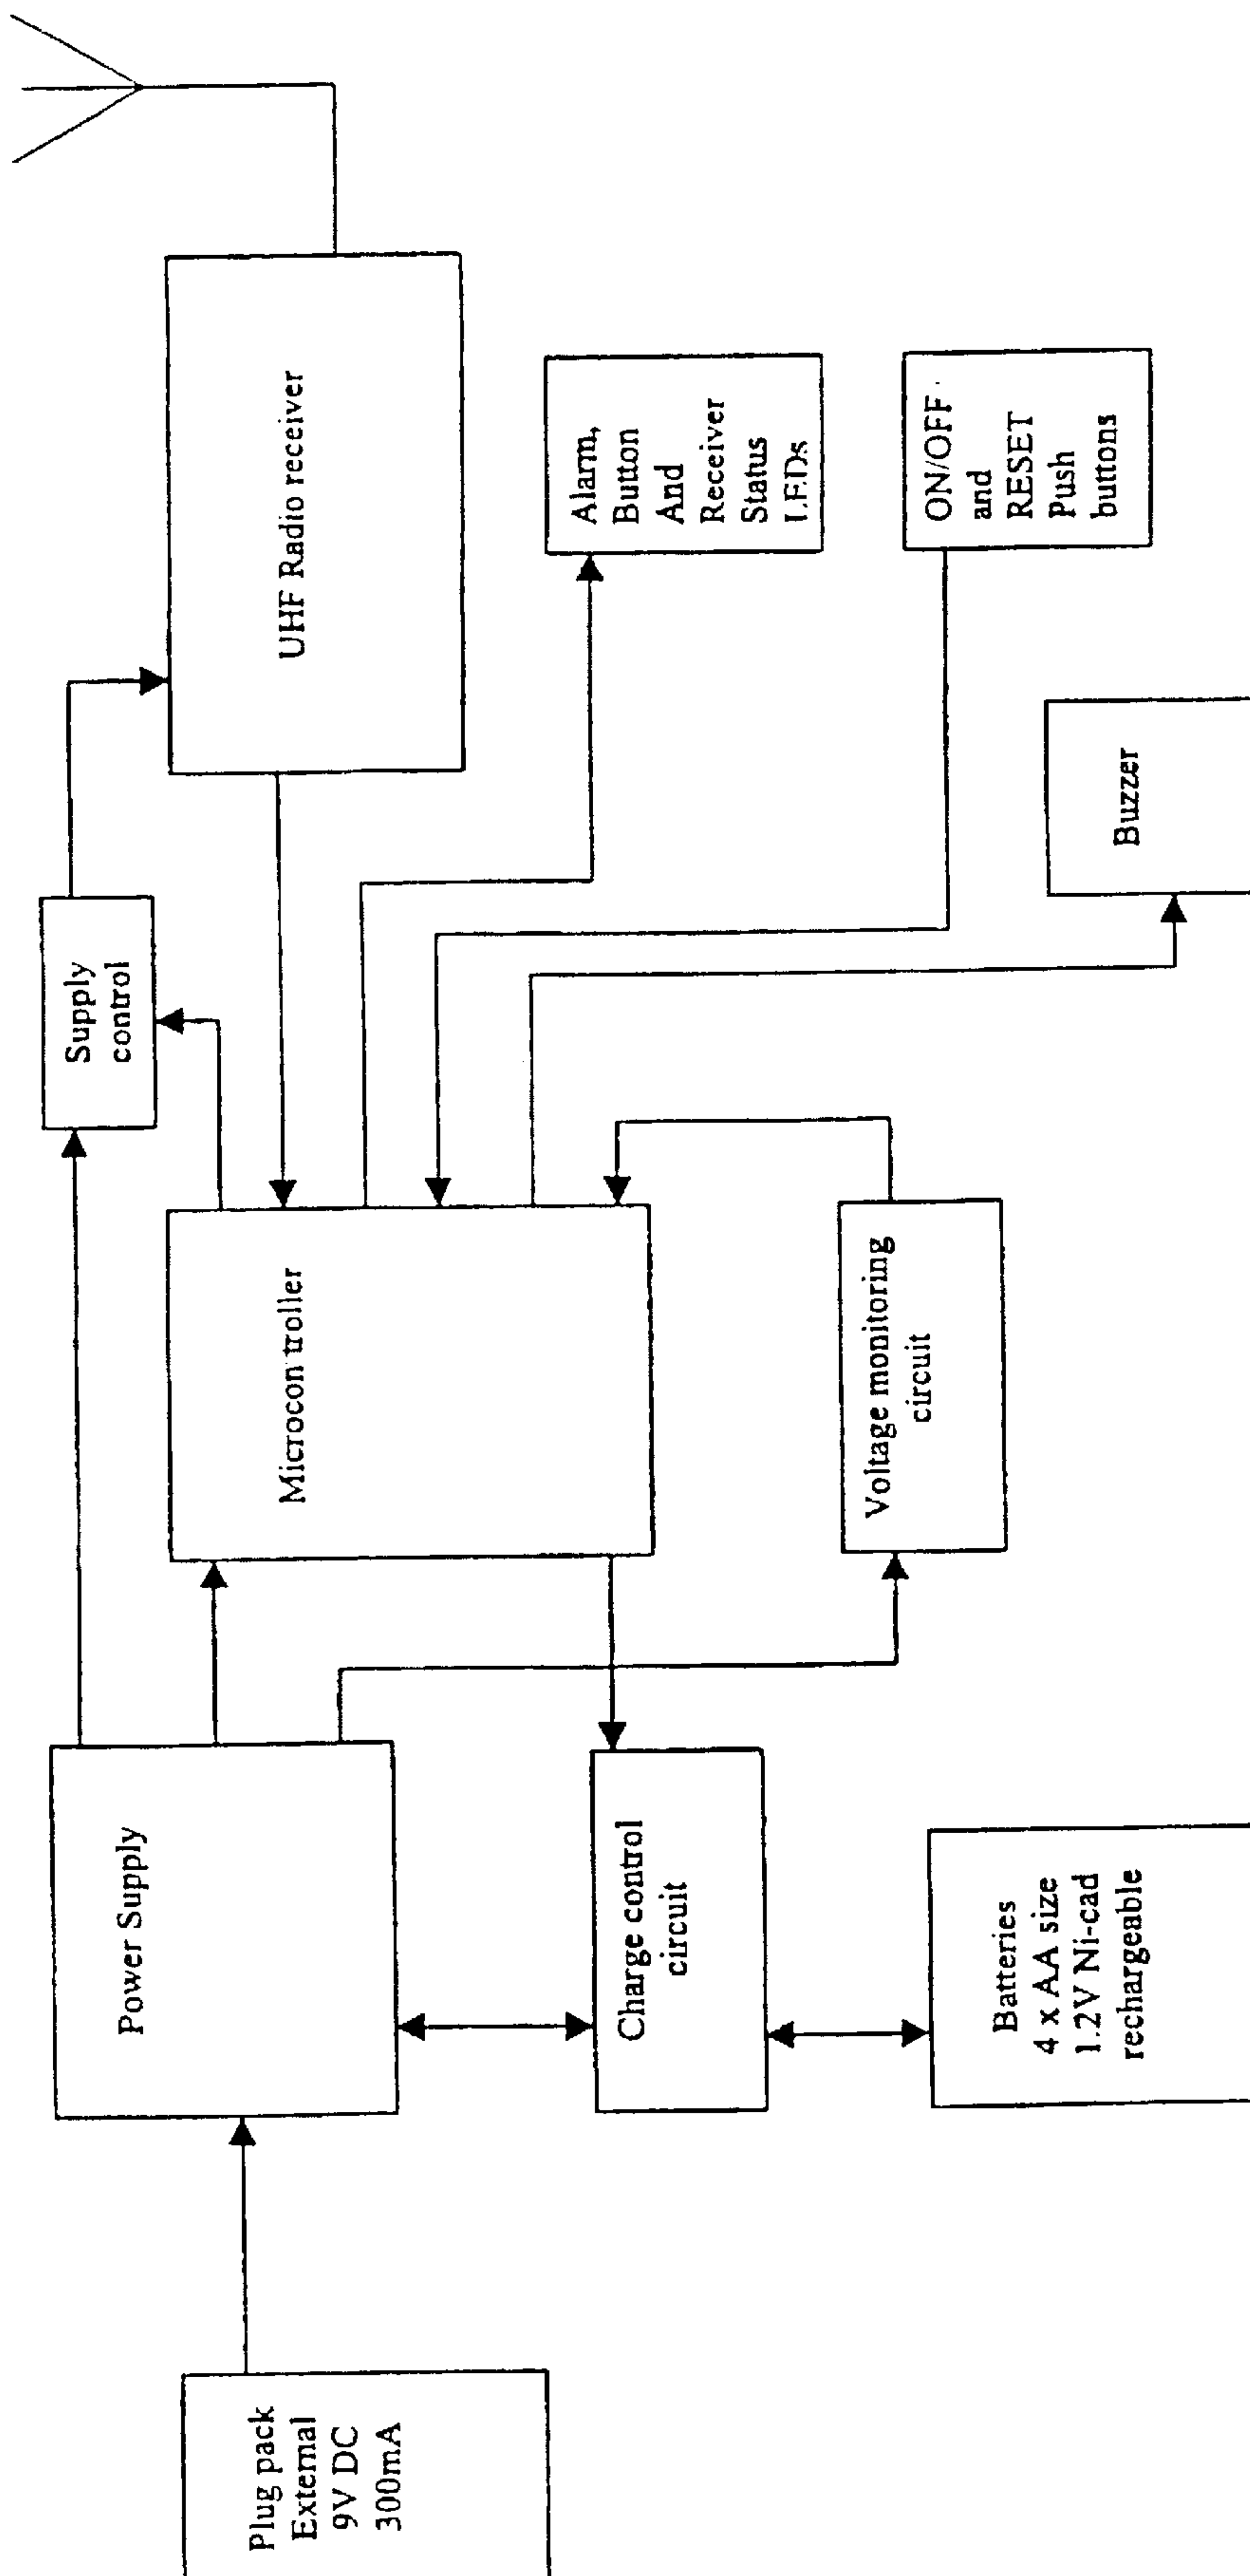 Plug pack
External
9V DC
300mA
Power Supply
Charge control
circuit
Batteries
4 x AA size
1.2V Ni-cad
rechargeable
Microcontroller
Voltage monitoring
circuit
Supply
control
UHF Radio receiver
Alarm,
Button
And
Receiver
Status
LEDs
ON/OFF
and
RESET
Push
buttons
Buzzer